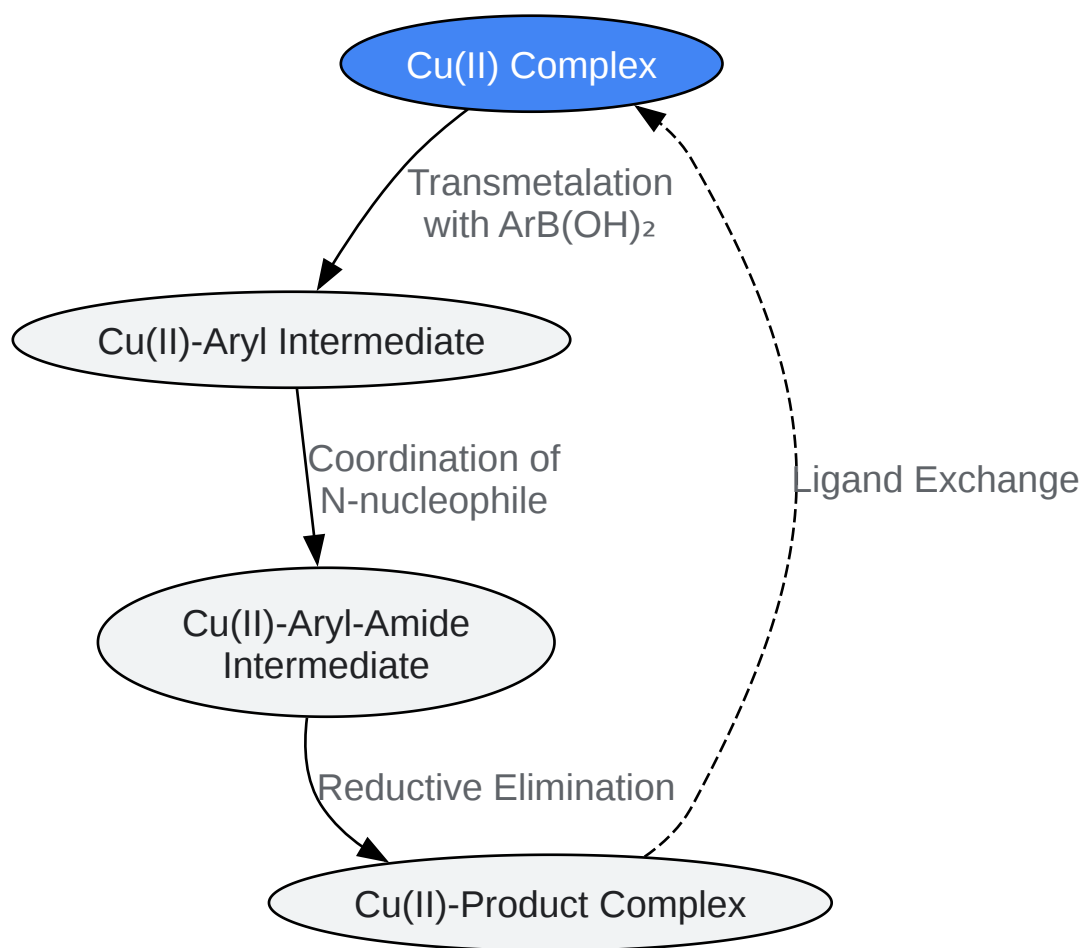 Cu(II) Complex
Transmetalation
with ArB(OH)₂
Cu(II)-Aryl Intermediate
Coordination of
N-nucleophile
Ligand Exchange
Cu(II)-Aryl-Amide
Intermediate
Reductive Elimination
Cu(II)-Product Complex